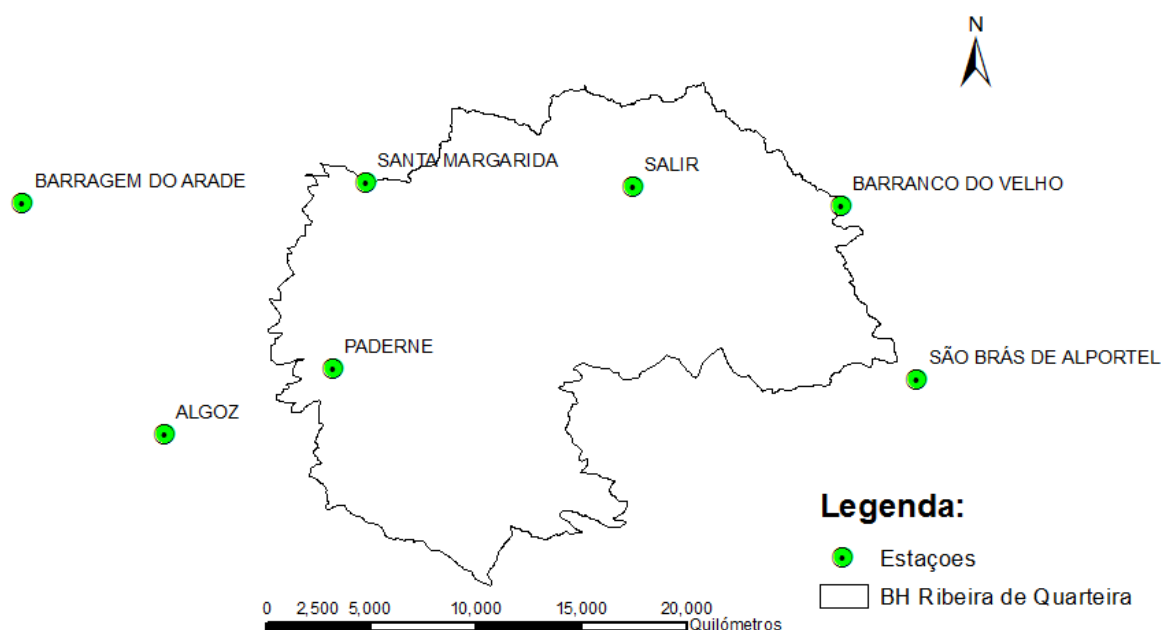 N
SANTA MARGARIDA
SALIR
BARRAGEM DO ARADE
BARRANCO DO VELHO
PADERNE
SÃO BRÁS DE ALPORTEL
ALGOZ
Legenda:
Estaçoes
BH Ribeira de Quarteira
0 2,500 5,000 10,000 15,000 20,000
Quilómetros